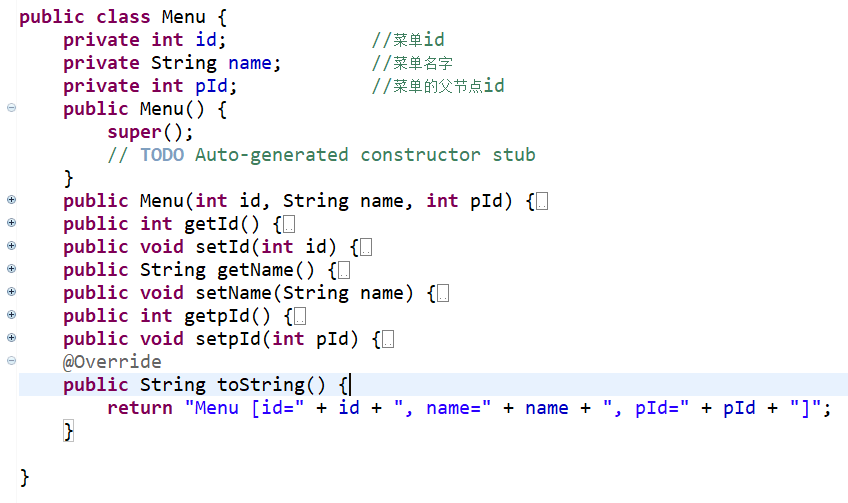 public class Menu {
    private int id;             //菜单id
    private String name;        //菜单名字
    private int pId;            //菜单的父节点id
    public Menu() {
        super();
        // TODO Auto-generated constructor stub
    }
    public Menu(int id, String name, int pId) {
    public int getId() {
    public void setId(int id) {
    public String getName() {
    public void setName(String name) {
    public int getpId() {
    public void setpId(int pId) {
    @Override
    public String toString() {
        return "Menu [id=" + id + ", name=" + name + ", pId=" + pId + "]";
    }
}